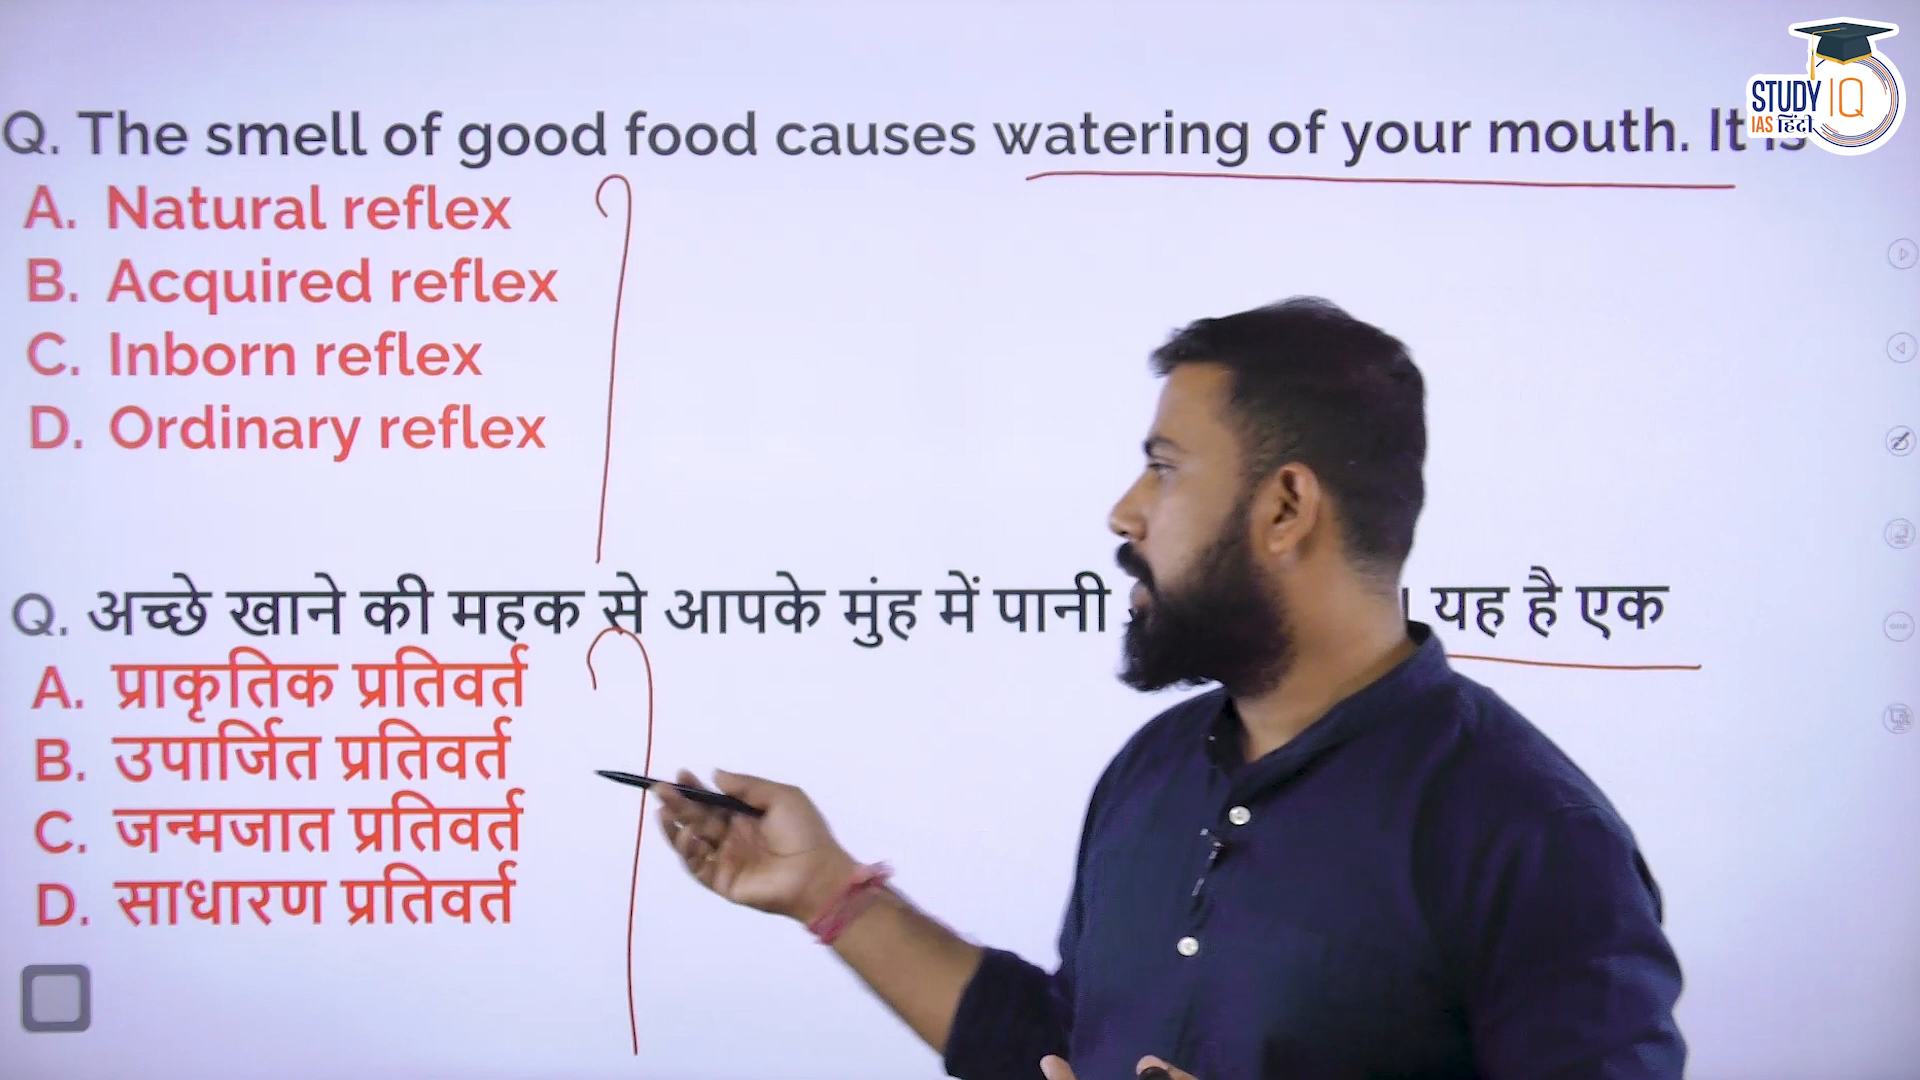 STUDY IQ
IAS हिंदी
Q. The smell of good food causes watering of your mouth. It is
A. Natural reflex
B. Acquired reflex
C. Inborn reflex
D. Ordinary reflex
Q. अच्छे खाने की महक से आपके मुंह में पानी । यह है एक
A. प्राकृतिक प्रतिवर्त
B. उपार्जित प्रतिवर्त
C. जन्मजात प्रतिवर्त
D. साधारण प्रतिवर्त